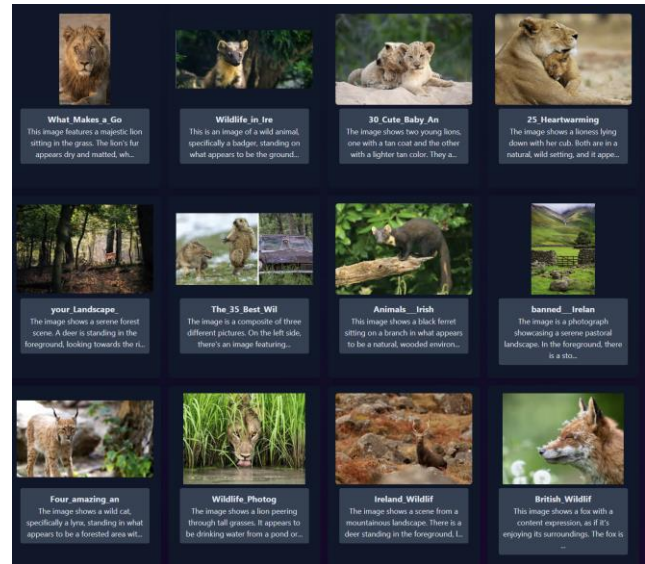 What_Makes_a_Go
This image features a majestic lion
sitting in the grass. The lion's fur
appears dry and matted, wh...
Wildlife_in_Ire
This is an image of a wild animal,
specifically a badger, standing on
what appears to be the ground...
30_Cute_Baby_An
The image shows two young lions,
one with a tan coat and the other
with a lighter tan color. They a...
25_Heartwarming
The image shows a lioness lying
down with her cub. Both are in a
natural, wild setting, and it appe...
your_Landscape_
The image shows a serene forest
scene. A deer is standing in the
foreground, looking towards the ri...
The_35_Best_Wil
The image is a composite of three
different pictures. On the left side,
there's an image featuring...
Animals__Irish
This image shows a black ferret
sitting on a branch in what appears
to be a natural, wooded environ...
banned__Irelan
The image is a photograph
showcasing a serene pastoral
landscape. In the foreground, there
is a sto...
Four_amazing_an
The image shows a wild cat,
specifically a lynx, standing in what
appears to be a forested area wit...
Wildlife_Photog
The image shows a lion peering
through tall grasses. It appears to
be drinking water from a pond or...
Ireland_Wildlif
The image shows a scene from a
mountainous landscape. There is a
deer standing in the foreground, l...
British_Wildlif
This image shows a fox with a
content expression, as if it's
enjoying its surroundings. The fox is
...